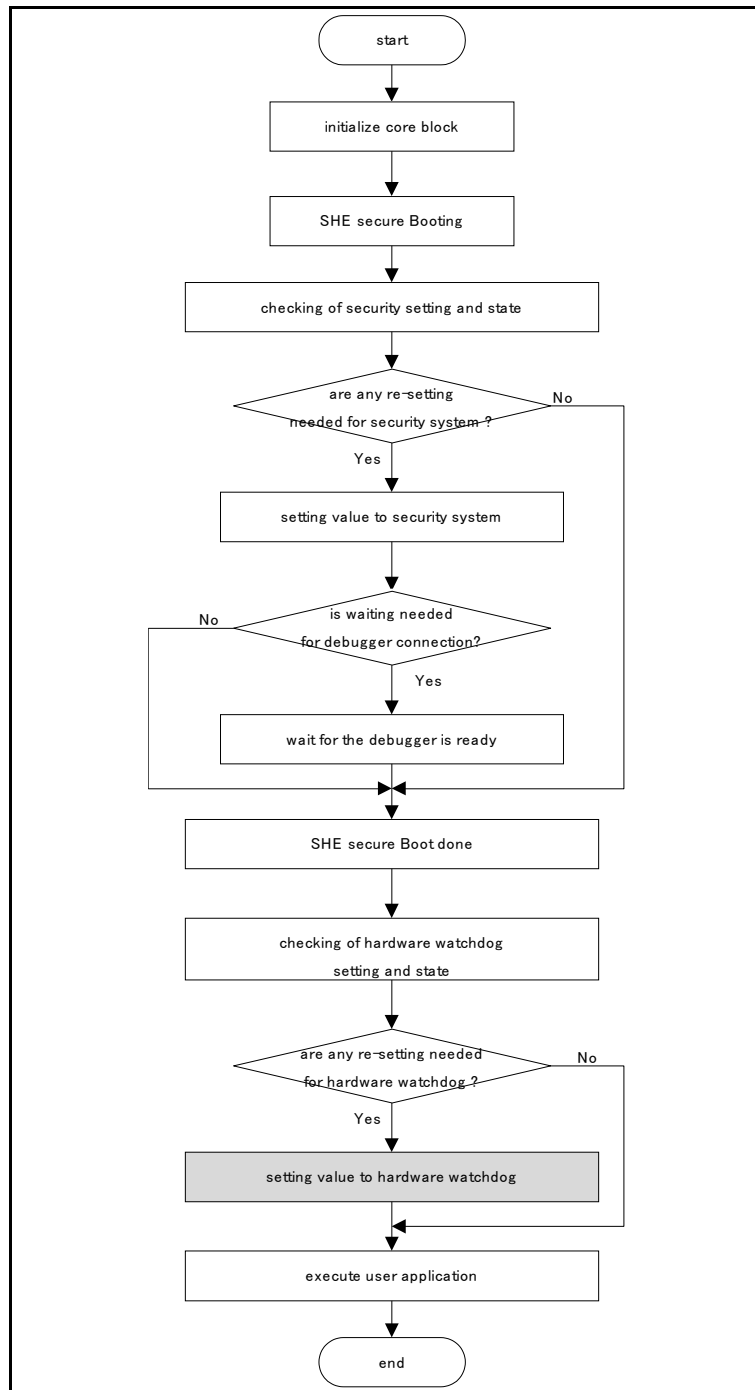 start
initialize core block
SHE secure Booting
checking of security setting and state
are any re-setting
needed for security system ?
No
Yes
setting value to security system
is waiting needed
for debugger connection?
No
Yes
wait for the debugger is ready
SHE secure Boot done
checking of hardware watchdog
setting and state
are any re-setting needed
for hardware watchdog ?
No
Yes
setting value to hardware watchdog
execute user application
end